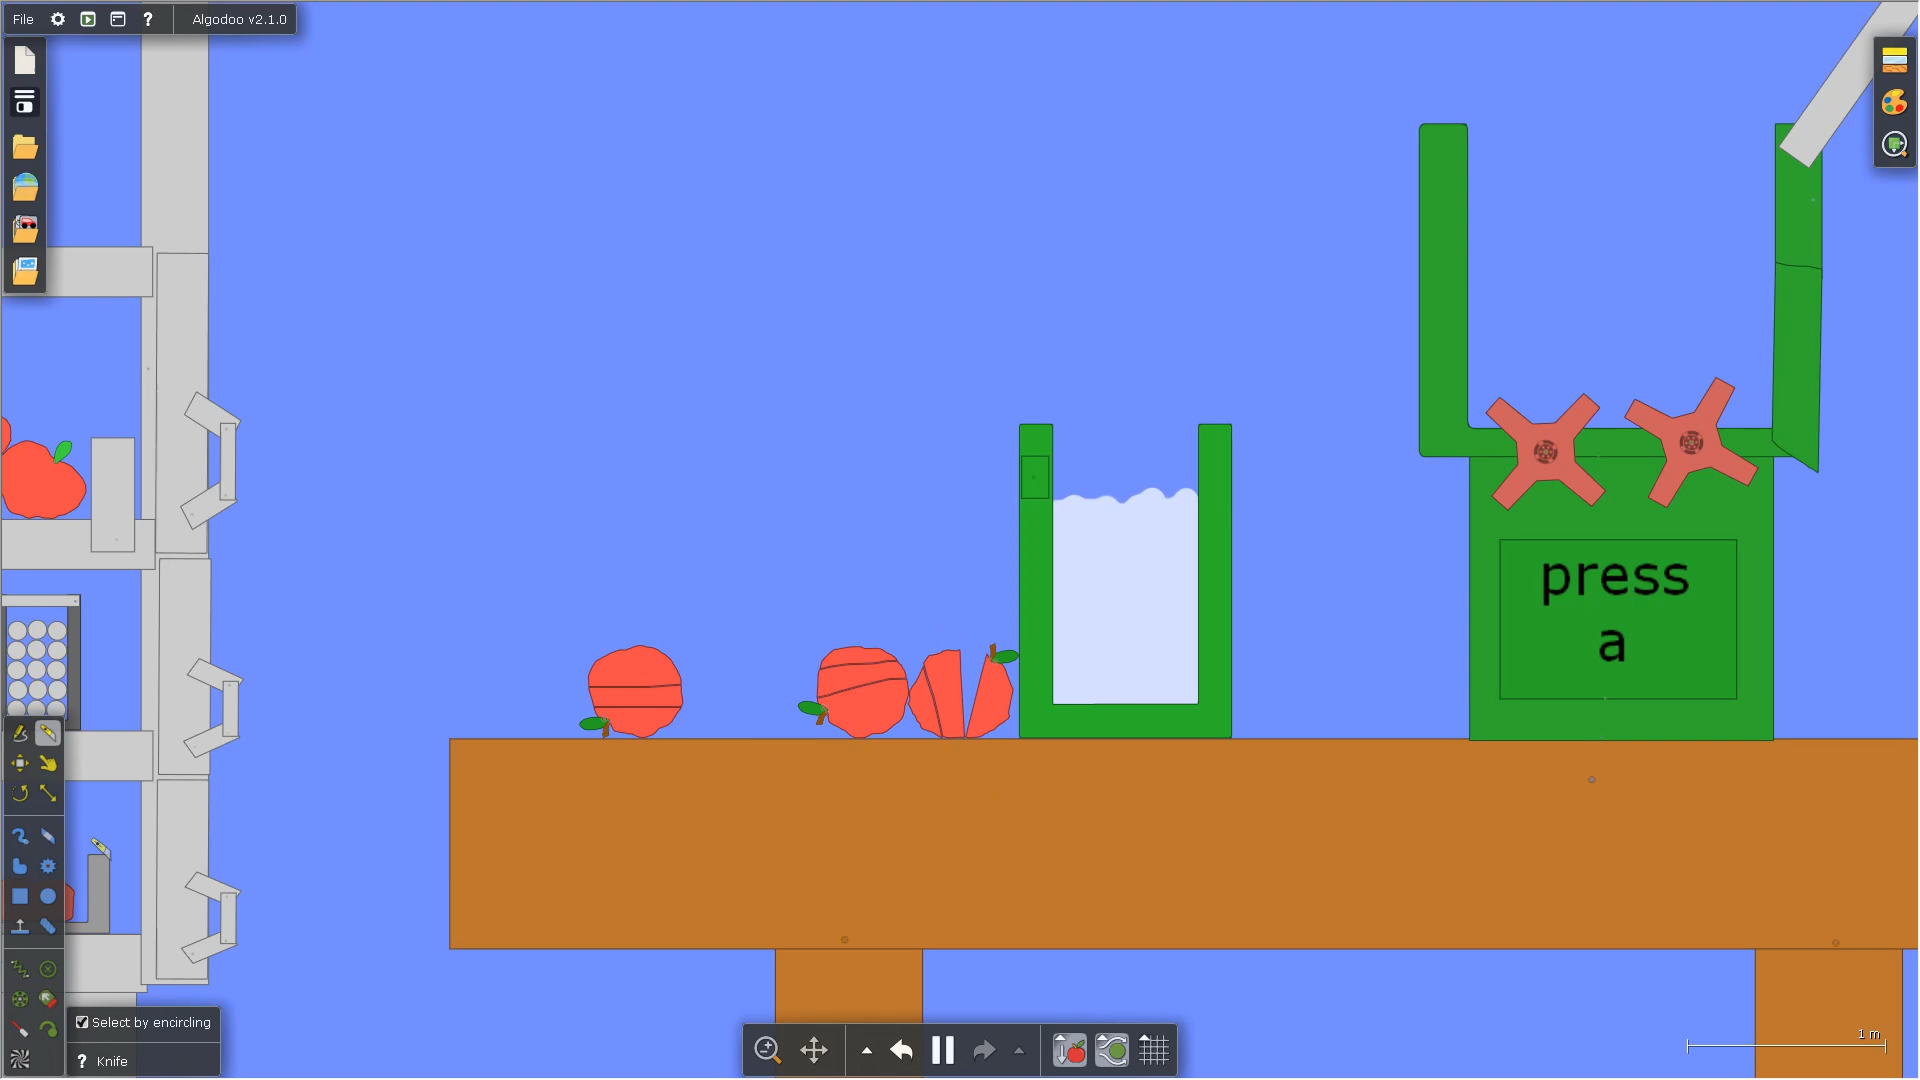 File ? Algodoo v2.1.0
press
a
Select by encircling
? Knife
1 m